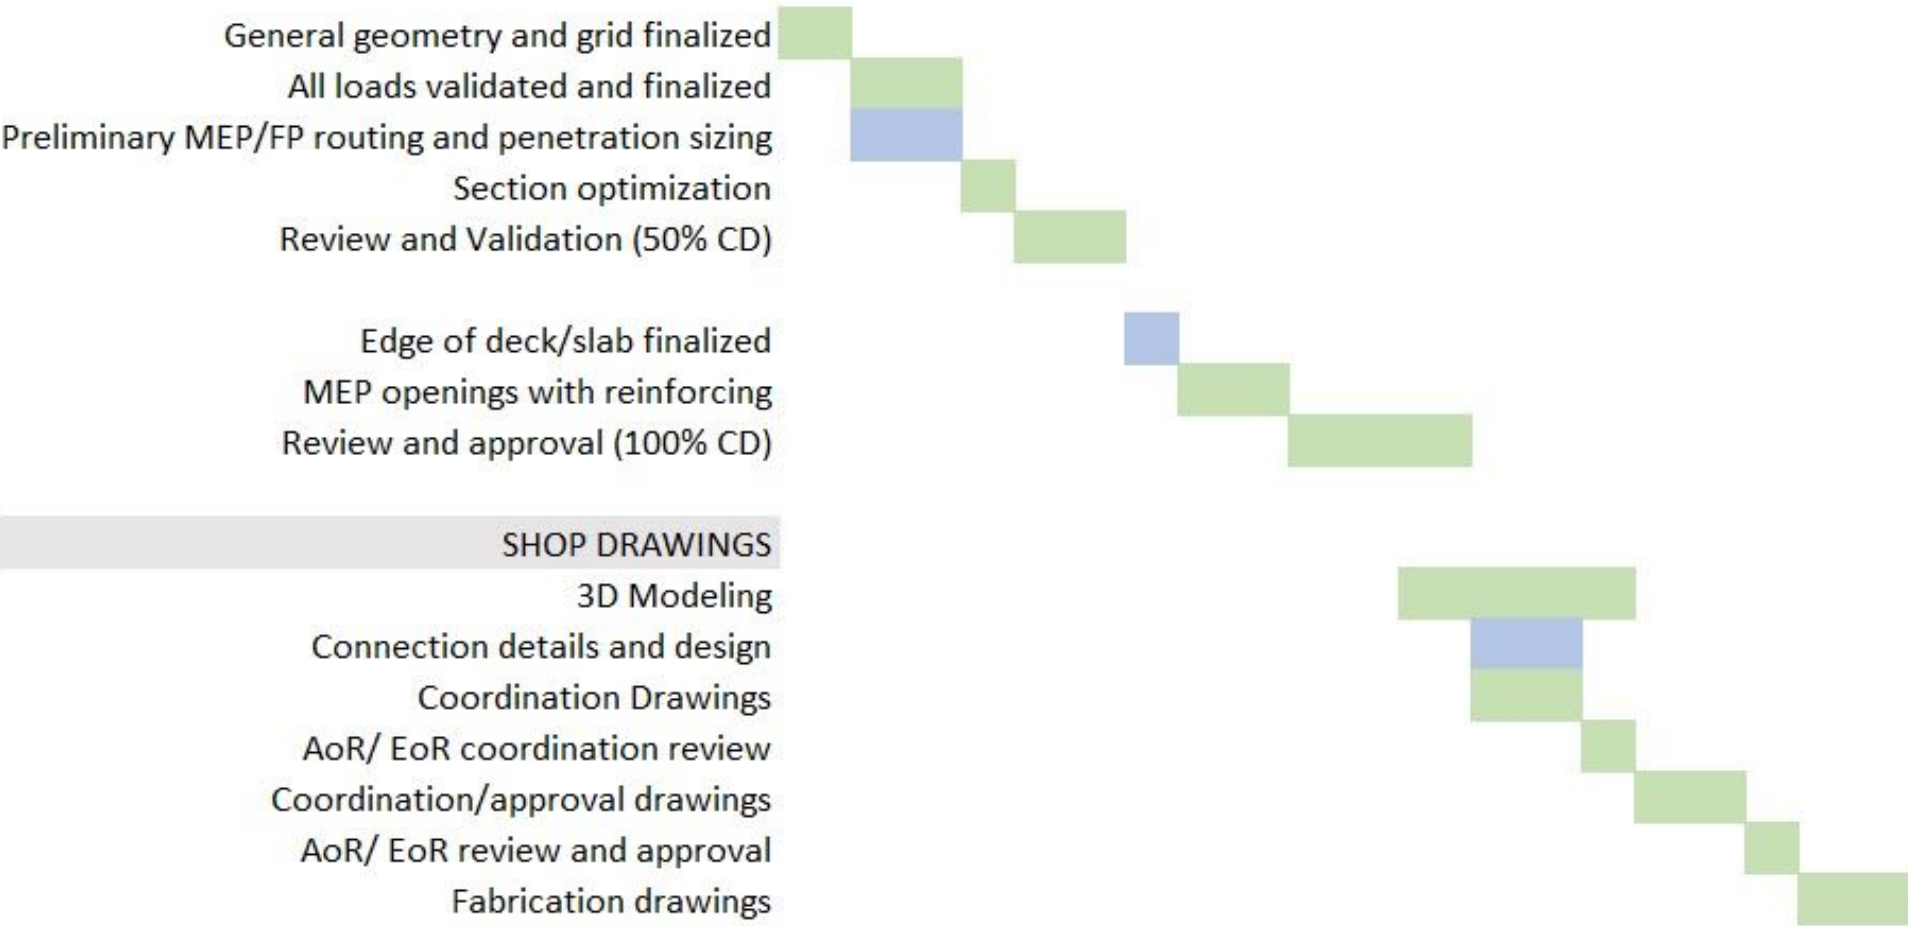 General geometry and grid finalized
All loads validated and finalized
Preliminary MEP/FP routing and penetration sizing
Section optimization
Review and Validation (50% CD)
Edge of deck/slab finalized
MEP openings with reinforcing
Review and approval (100% CD)
SHOP DRAWINGS
3D Modeling
Connection details and design
Coordination Drawings
AoR/ EoR coordination review
Coordination/approval drawings
AoR/ EoR review and approval
Fabrication drawings